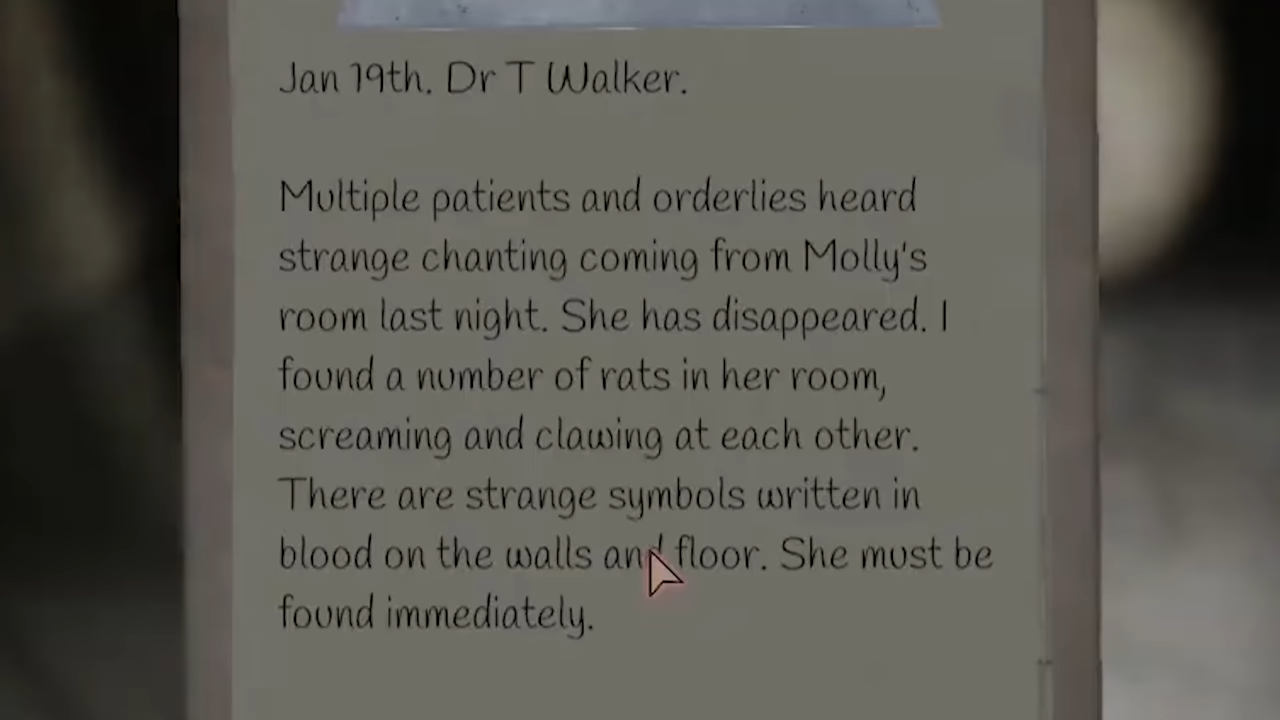 Jan 19th. Dr T Walker.
Multiple patients and orderlies heard
strange chanting coming from Molly's
room last night. She has disappeared. I
found a number of rats in her room,
screaming and clawing at each other.
There are strange symbols written in
blood on the walls and floor. She must be
found immediately.